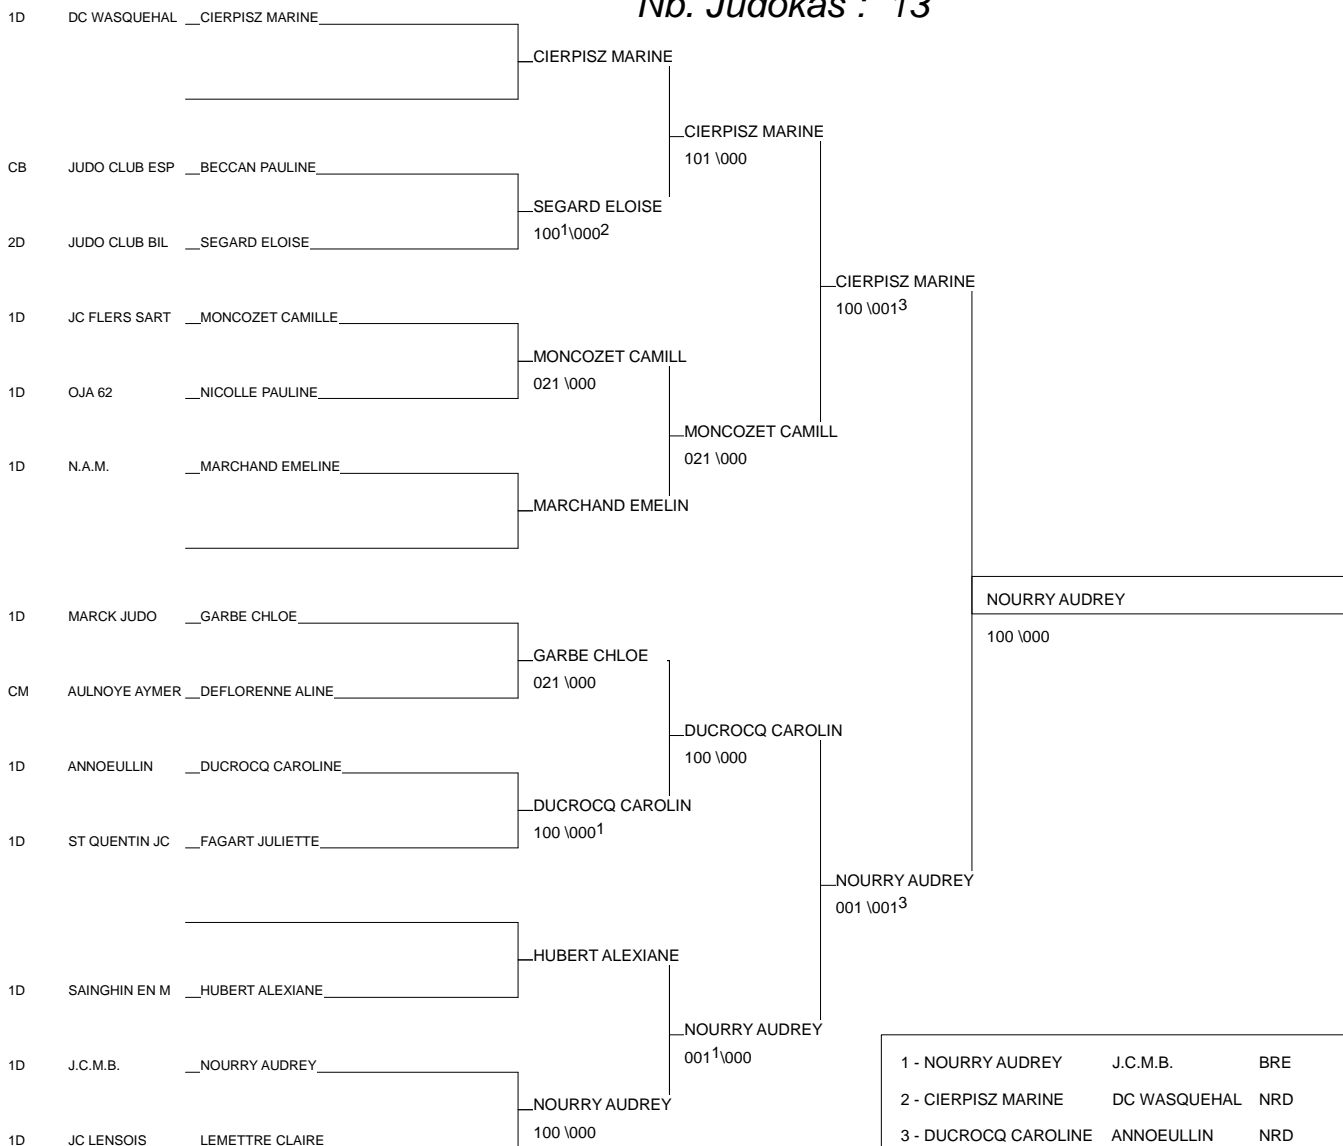 Nb. Judokas : 13
1D DC WASQUEHAL CIERPISZ MARINE
CIERPISZ MARINE
CIERPISZ MARINE
101 \000
CB JUDO CLUB ESP BECCAN PAULINE
SEGARD ELOISE
100¹\000²
2D JUDO CLUB BIL SEGARD ELOISE
CIERPISZ MARINE
100 \001³
1D JC FLERS SART MONCOZET CAMILLE
MONCOZET CAMILL
021 \000
1D OJA 62 NICOLLE PAULINE
MONCOZET CAMILL
021 \000
1D N.A.M. MARCHAND EMELINE
MARCHAND EMELIN
NOURRY AUDREY
100 \000
1D MARCK JUDO GARBE CHLOE
GARBE CHLOE
021 \000
CM AULNOYE AYMER DEFLORENNE ALINE
DUCROCQ CAROLIN
100 \000
1D ANNOEULLIN DUCROCQ CAROLINE
DUCROCQ CAROLIN
100 \000¹
1D ST QUENTIN JC FAGART JULIETTE
NOURRY AUDREY
001 \001³
HUBERT ALEXIANE
1D SAINGHIN EN M HUBERT ALEXIANE
NOURRY AUDREY
001¹\000
1D J.C.M.B. NOURRY AUDREY
NOURRY AUDREY
100 \000
1D JC LENSOIS LEMETTRE CLAIRE
1 - NOURRY AUDREY J.C.M.B. BRE
2 - CIERPISZ MARINE DC WASQUEHAL NRD
3 - DUCROCQ CAROLINE ANNOEULLIN NRD